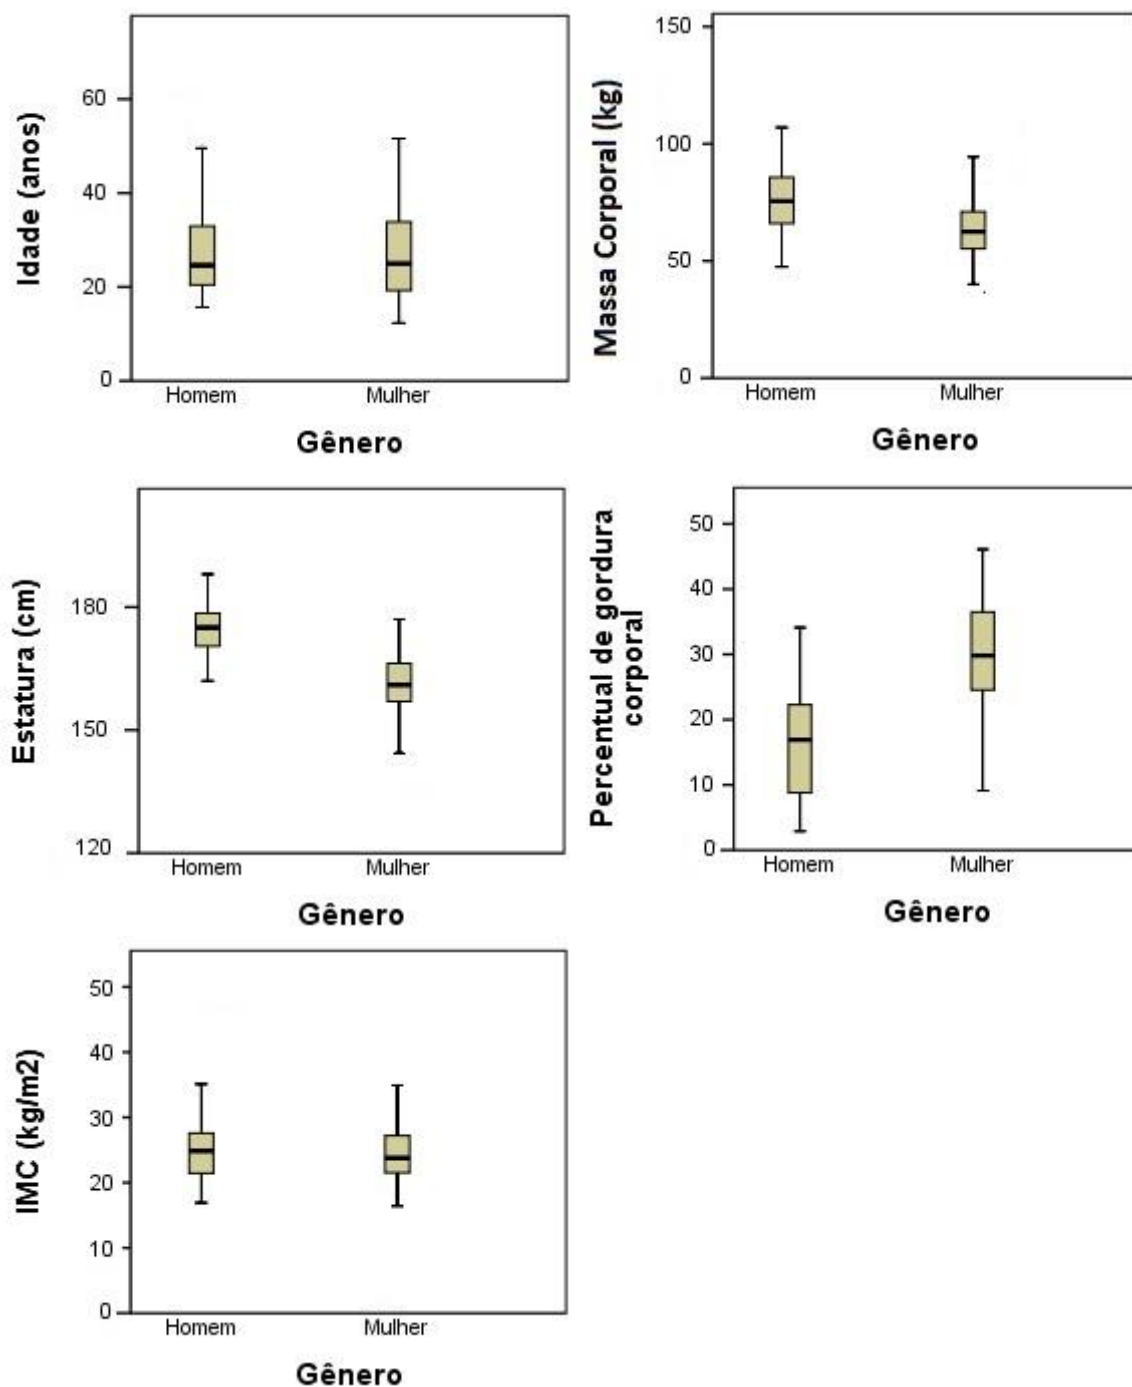 Idade (anos)
60
40
20
0
Homem Mulher
Gênero
Massa Corporal (kg)
150
100
50
0
Homem Mulher
Gênero
Estatura (cm)
180
150
120
Homem Mulher
Gênero
Percentual de gordura
corporal
50
40
30
20
10
0
Homem Mulher
Gênero
IMC (kg/m2)
50
40
30
20
10
0
Homem Mulher
Gênero